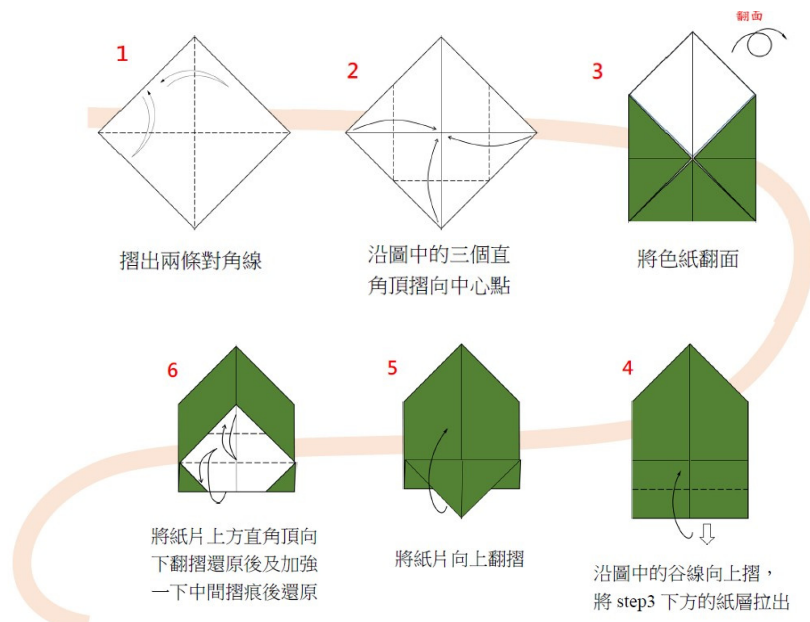 1
摺出兩條對角線
2
沿圖中的三個直
角頂摺向中心點
翻面
3
將色紙翻面
4
沿圖中的谷線向上摺，
將 step3 下方的紙層拉出
5
將紙片向上翻摺
6
將紙片上方直角頂向
下翻摺還原後及加強
一下中間摺痕後還原